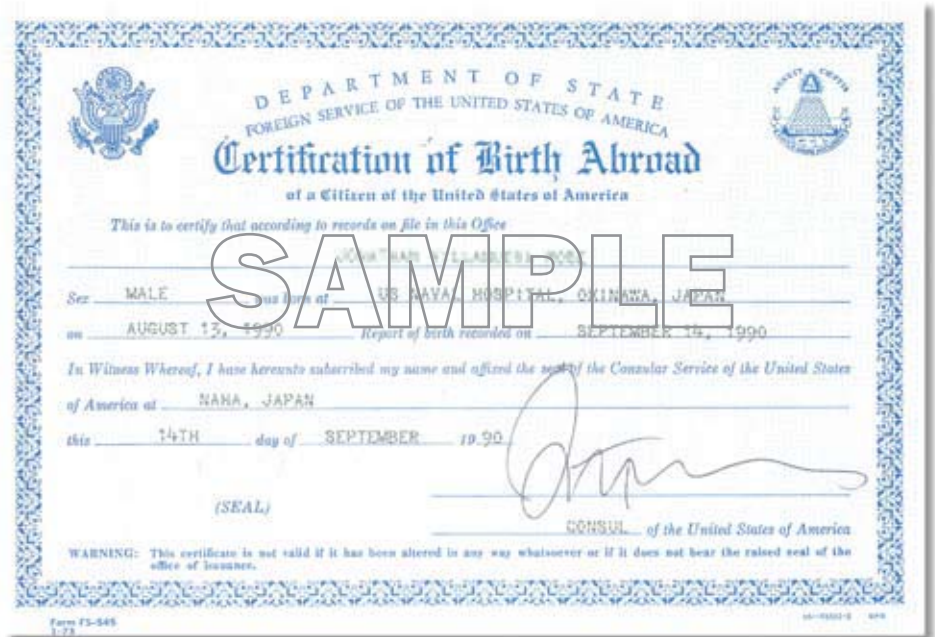 DEPARTMENT OF STATE
FOREIGN SERVICE OF THE UNITED STATES OF AMERICA
ANNUIT COEPTIS
Certification of Birth Abroad
of a Citizen of the United States of America
This is to certify that according to records on file in this Office
JONATHAN
SAMPLE
Sex MALE was born at US NAVAL HOSPITAL, OKINAWA, JAPAN
on AUGUST 13, 1990 Report of birth recorded on SEPTEMBER 14, 1990
In Witness Whereof, I have hereunto subscribed my name and affixed the seal of the Consular Service of the United States
of America at NAHA, JAPAN
this 14TH day of SEPTEMBER 19 90
(SEAL)
CONSUL of the United States of America
WARNING: This certificate is not valid if it has been altered in any way whatsoever or if it does not bear the raised seal of the
office of issuance.
Form FS-545
1-73